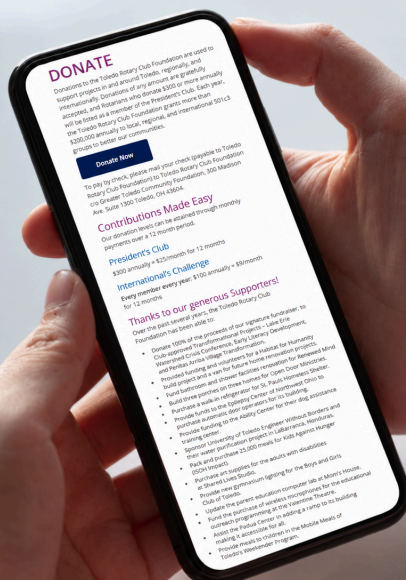 DONATE
Donations to the Toledo Rotary Club Foundation are used to
support projects in and around Toledo, regionally, and
internationally. Donations of any amount are gratefully
accepted, and Rotarians who donate $300 or more annually
will be listed as a member of the President's Club. Each year,
the Toledo Rotary Club Foundation grants more than
$200,000 annually to local, regional, and international 501c3
groups to better our communities.
Donate Now
To pay by check, please mail your check (payable to Toledo
Rotary Club Foundation) to Toledo Rotary Club Foundation
c/o Greater Toledo Community Foundation, 300 Madison
Ave. Suite 1300 Toledo, OH 43604.
Contributions Made Easy
Our donation levels can be attained through monthly
payments over a 12 month period.
President's Club
$300 annually = $25/month for 12 months
International's Challenge
Every member every year: $100 annually = $9/month
for 12 months
Thanks to our generous Supporters!
Over the past several years, the Toledo Rotary Club
Foundation has been able to:
• Donate 100% of the proceeds of our signature fundraiser, to
Club-approved Transformational Projects – Lake Erie
Watershed Crisis Conference, Early Literacy Development,
and Penitas Arriba Village Transformation.
• Provided funding and volunteers for a Habitat for Humanity
build project and a van for future home renovation projects.
• Fund bathroom and shower facilities renovation for Renewed Mind
• Build three porches on three homes for Open Door Ministries.
• Purchase a walk-in refrigerator for St. Pauls Homeless Shelter.
• Provide funds to the Epilepsy Center of Northwest Ohio to
purchase automatic door operators for its building.
• Provide funding to the Ability Center for their dog assistance
training center.
• Sponsor University of Toledo Engineer Without Borders and
their water purification project in LaBarranca, Honduras.
• Pack and purchase 25,000 meals for Kids Against Hunger
(ISOH Impact).
• Purchase art supplies for the adults with disabilities
at Shared Lives Studio.
• Provide new gymnasium lighting for the Boys and Girls
Club of Toledo.
• Update the parent education computer lab at Mom's House.
• Fund the purchase of wireless microphones for the educational
outreach programming at the Valentine Theatre.
• Assist the Padua Center in adding a ramp to its building
making it accessible for all.
• Provide meals to children in the Mobile Meals of
Toledo's Weekender Program.